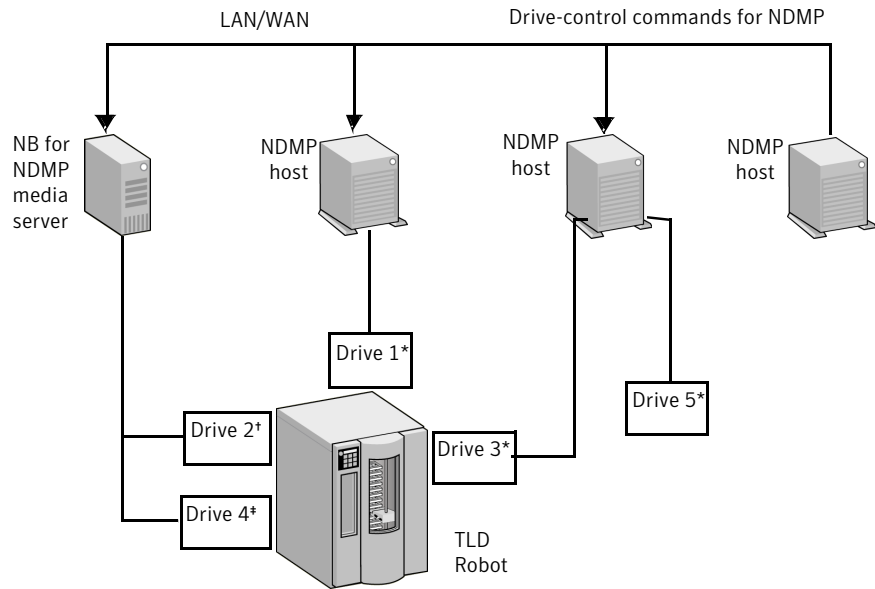 LAN/WAN
Drive-control commands for NDMP
NB for
NDMP
media
server
NDMP
host
NDMP
host
NDMP
host
Drive 1*
Drive 2†
Drive 3*
Drive 4‡
Drive 5*
TLD
Robot